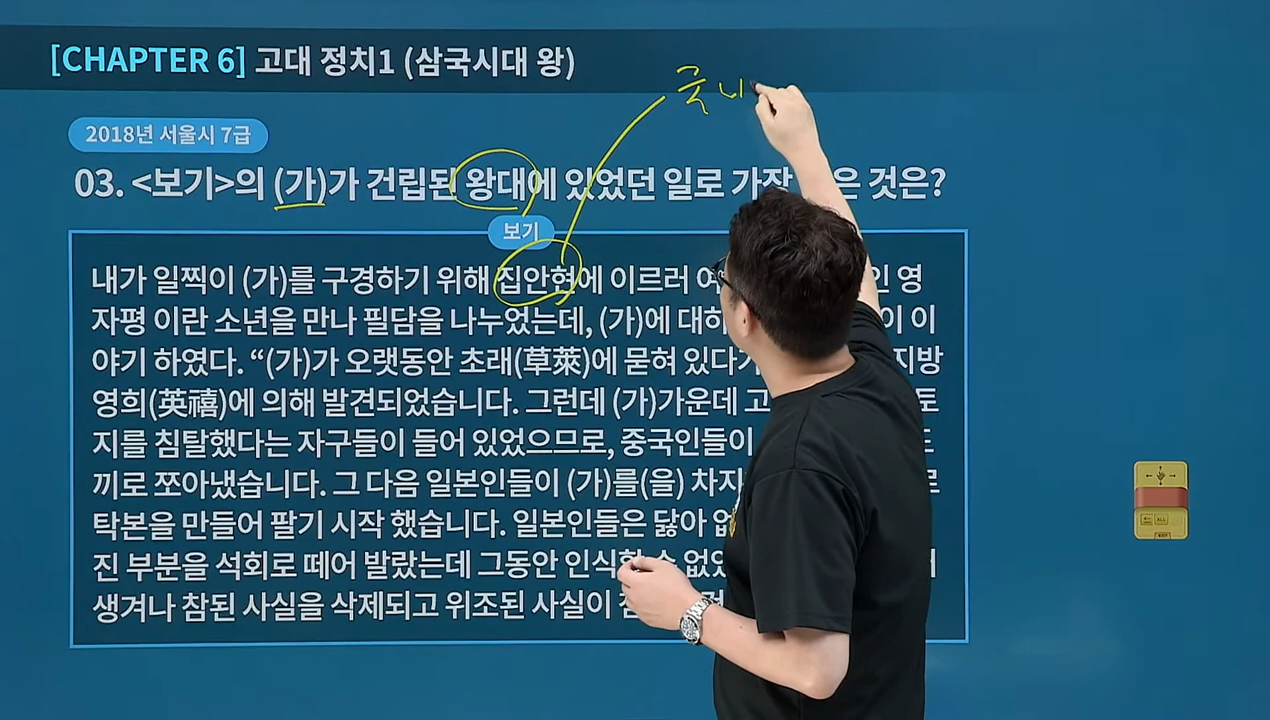 [CHAPTER 6] 고대 정치1 (삼국시대 왕)
국 내
2018년 서울시 7급
03. <보기>의 (가)가 건립된 왕대에 있었던 일로 가장 은 것은?
보기
내가 일찍이 (가)를 구경하기 위해 집안현에 이르러 인 영
자평 이란 소년을 만나 필담을 나누었는데, (가)에 대하 이 이
야기 하였다. “(가)가 오랫동안 초래(草萊)에 묻혀 있다가 지방
영희(英禧)에 의해 발견되었습니다. 그런데 (가)가운데 고 토
지를 침탈했다는 자구들이 들어 있었으므로, 중국인들이
끼로 쪼아냈습니다. 그 다음 일본인들이 (가)를(을) 차지 로
탁본을 만들어 팔기 시작 했습니다. 일본인들은 닳아 없
진 부분을 석회로 떼어 발랐는데 그동안 인식할 수 없었
생겨나 참된 사실을 삭제되고 위조된 사실이
ALL
EXIT